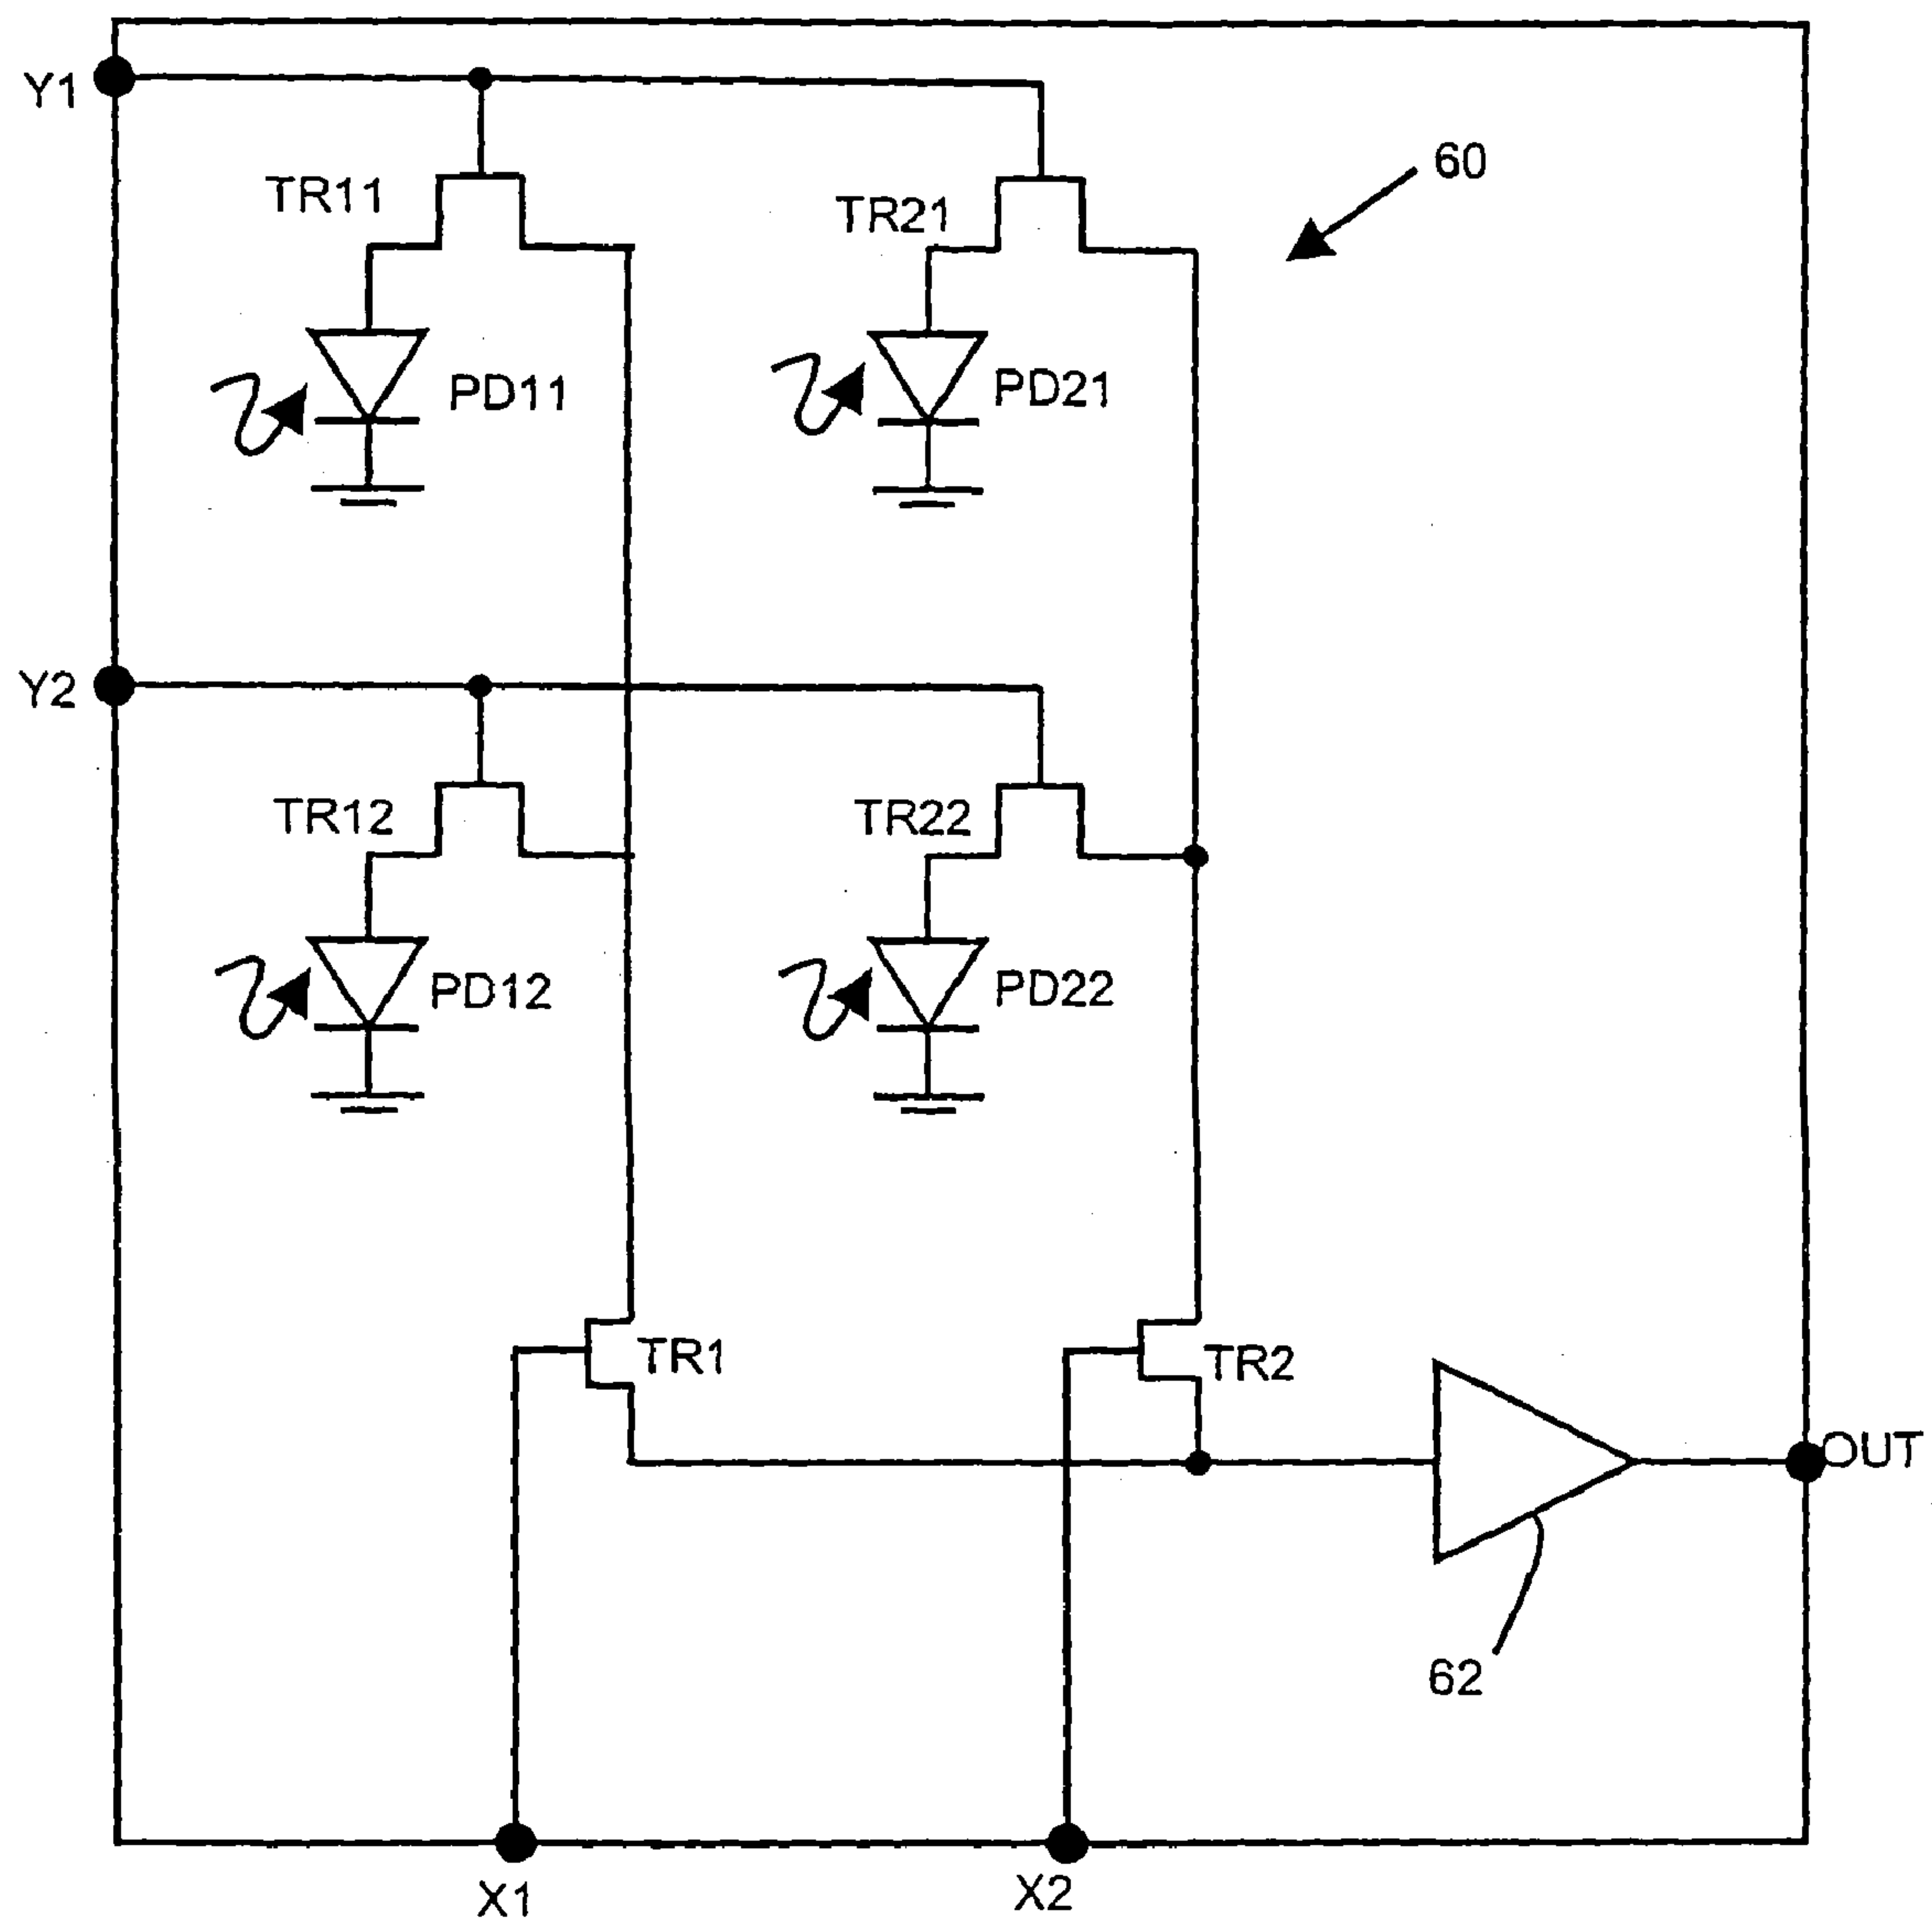 Y1
60
TR11
TR21
PD11
PD21
Y2
TR12
TR22
PD12
PD22
TR1
TR2
OUT
62
X1
X2